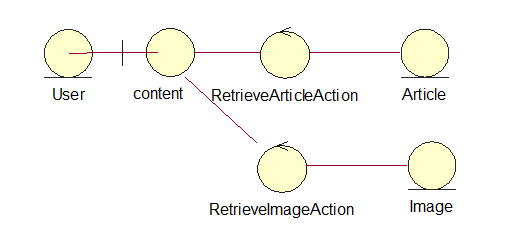 User
content
RetrieveArticleAction
Article
RetrieveImageAction
Image